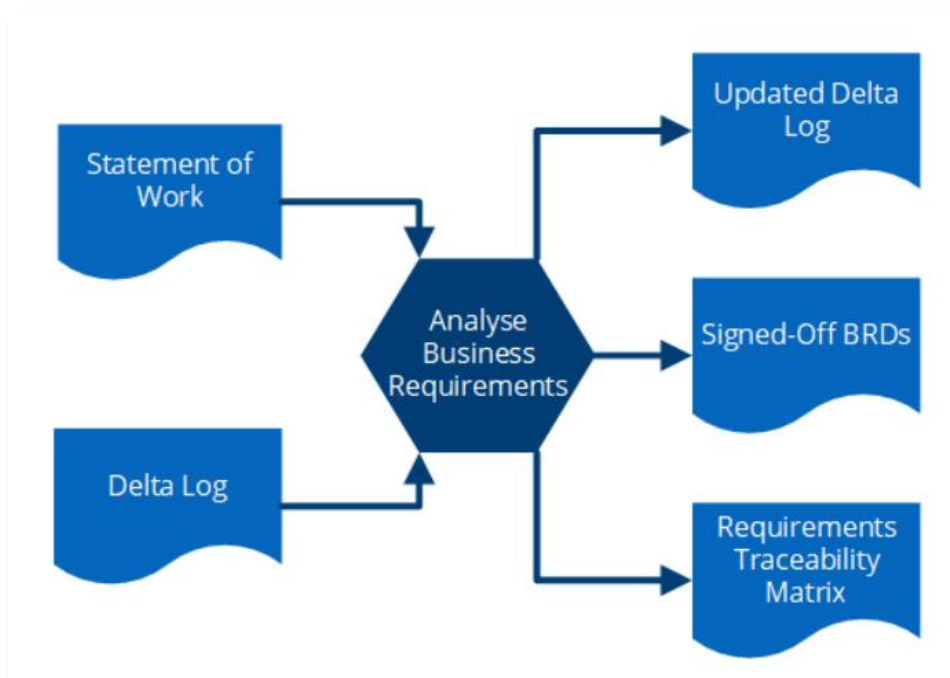 Statement of
Work
Delta Log
Analyse
Business
Requirements
Updated Delta
Log
Signed-Off BRDs
Requirements
Traceability
Matrix